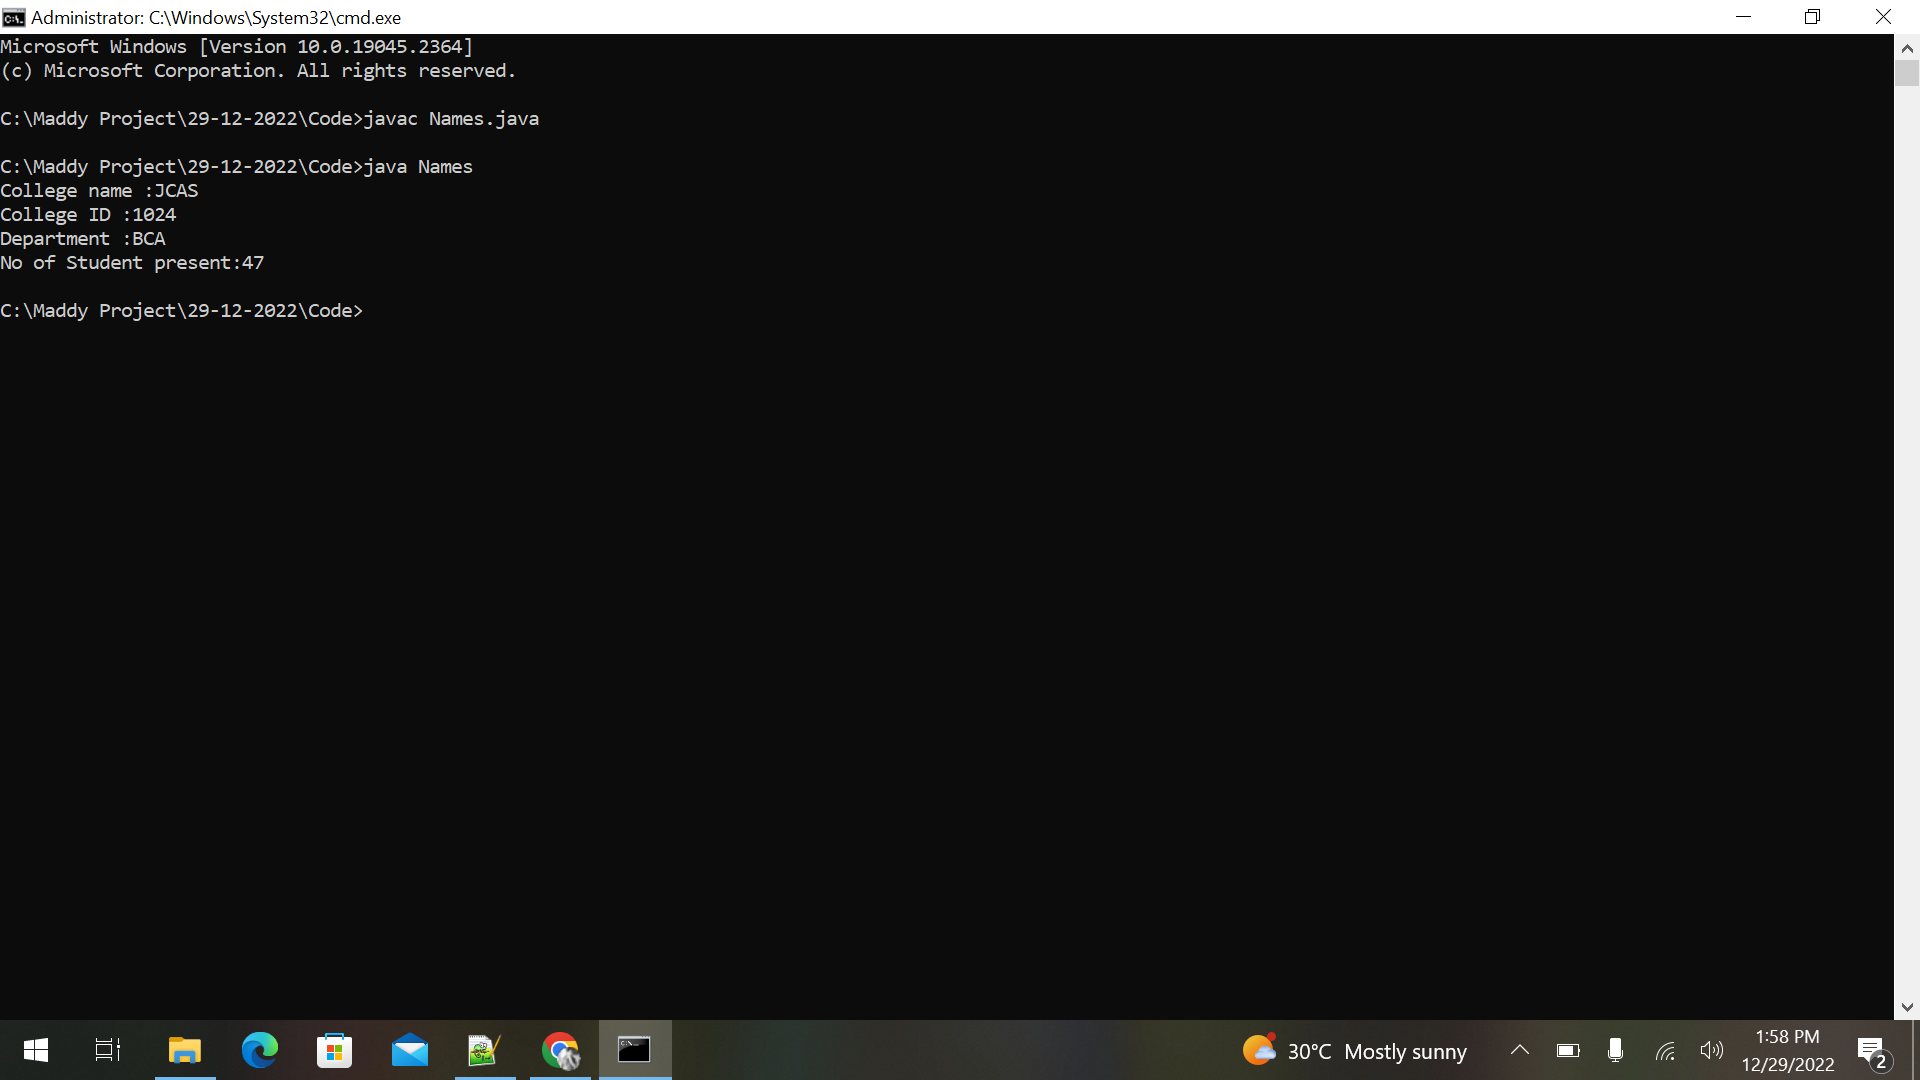 Administrator: C:\Windows\System32\cmd.exe
Microsoft Windows [Version 10.0.19045.2364]
(c) Microsoft Corporation. All rights reserved.
C:\Maddy Project\29-12-2022\Code>javac Names.java
C:\Maddy Project\29-12-2022\Code>java Names
College name :JCAS
College ID :1024
Department :BCA
No of Student present:47
C:\Maddy Project\29-12-2022\Code>
30°C Mostly sunny
1:58 PM
12/29/2022
2